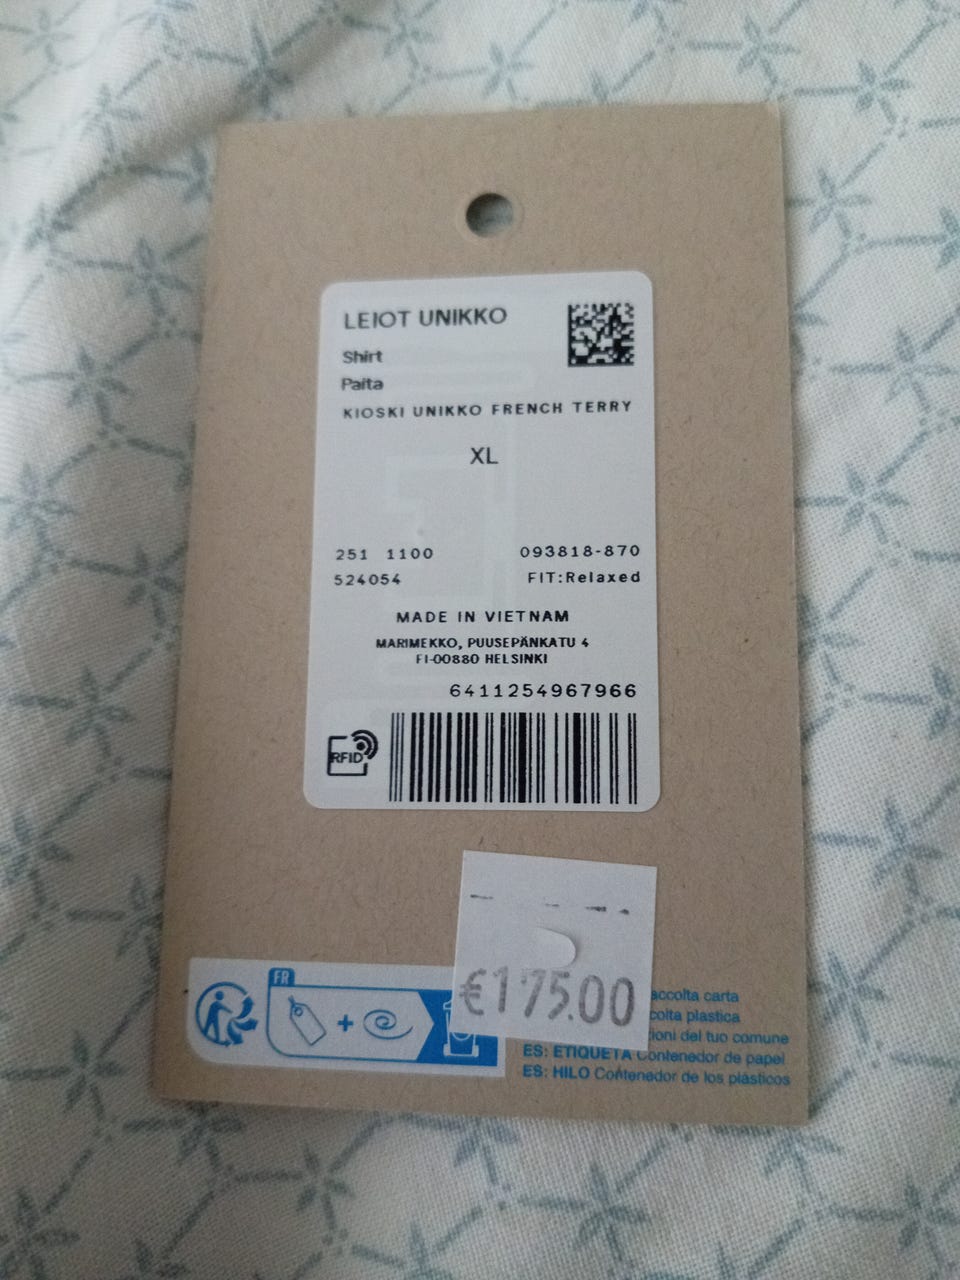 LEIOT UNIKKO
Shirt
Paita
KIOSKI UNIKKO FRENCH TERRY
XL
251 1100
093818-870
524054
FIT:Relaxed
MADE IN VIETNAM
MARIMEKKO, PUUSEPÄNKATU 4
FI-00880 HELSINKI
6411254967966
RFID
€175.00
FR
+
accolta carta
colta plastica
ioni del tuo comune
ES: ETIQUETA Contenedor de papel
ES: HILO Contenedor de los plásticos